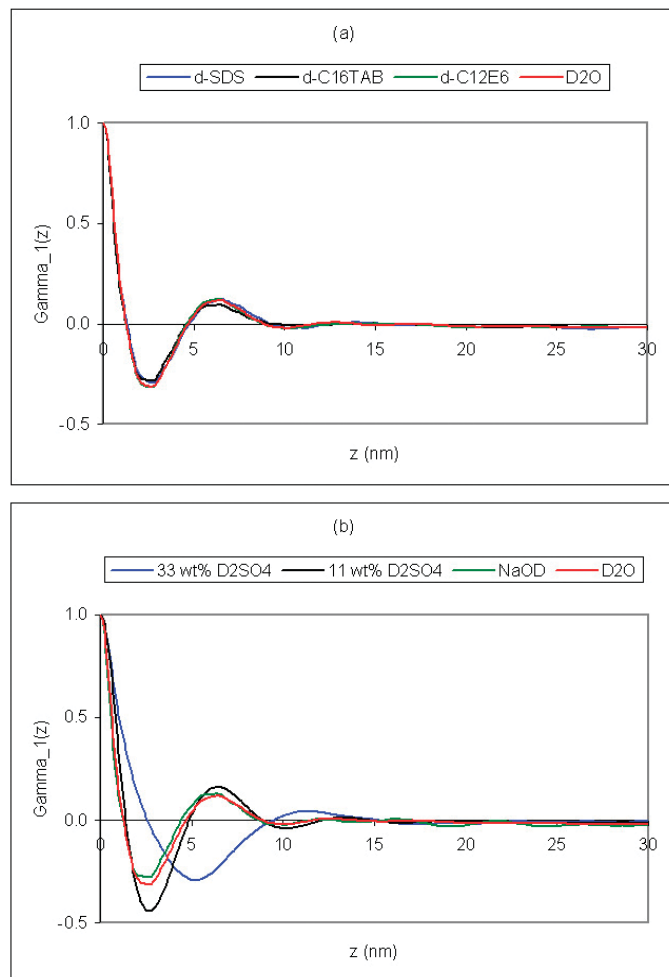 (a)
d-SDS d-C16TAB d-C12E6 D2O
1.0
0.5
0.0
-0.5
Gamma_1(z)
0 5 10 15 20 25 30
z (nm)
(b)
33 wt% D2SO4 11 wt% D2SO4 NaOD D2O
1.0
0.5
0.0
-0.5
Gamma_1(z)
0 5 10 15 20 25 30
z (nm)